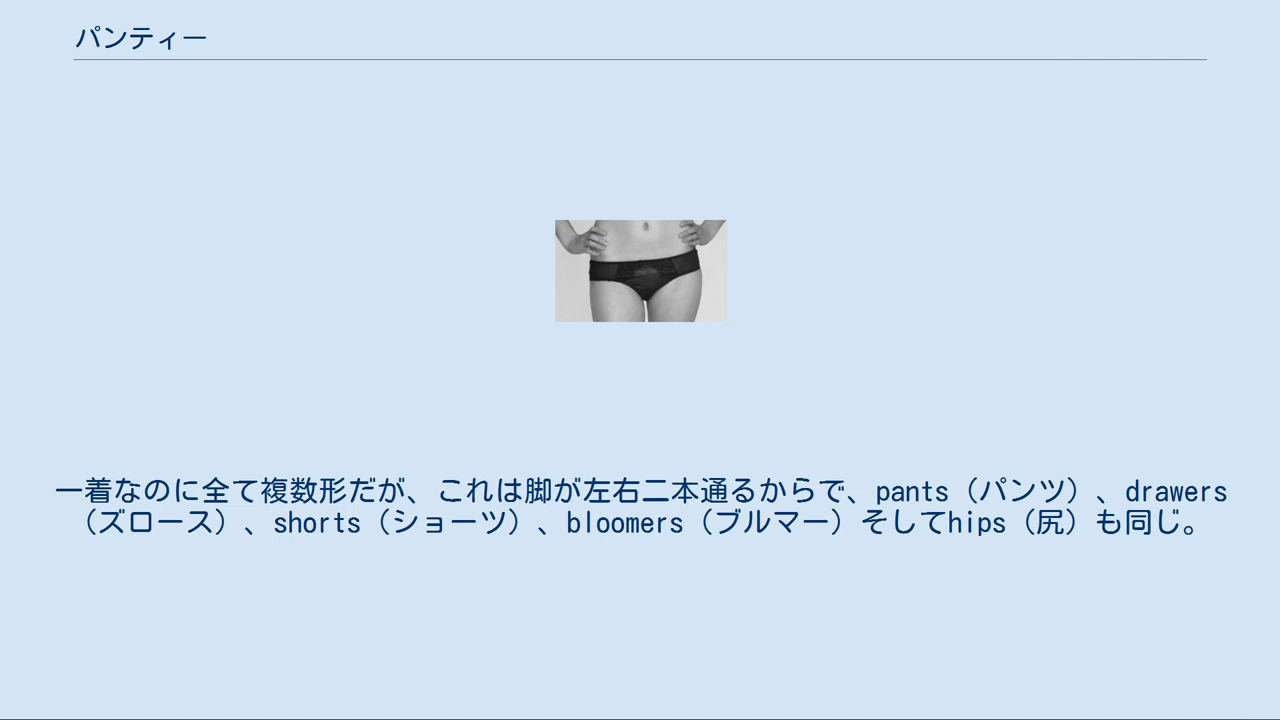 パンティー
一着なのに全て複数形だが、これは脚が左右二本通るからで、pants（パンツ）、drawers
（ズロース）、shorts（ショーツ）、bloomers（ブルマー）そしてhips（尻）も同じ。